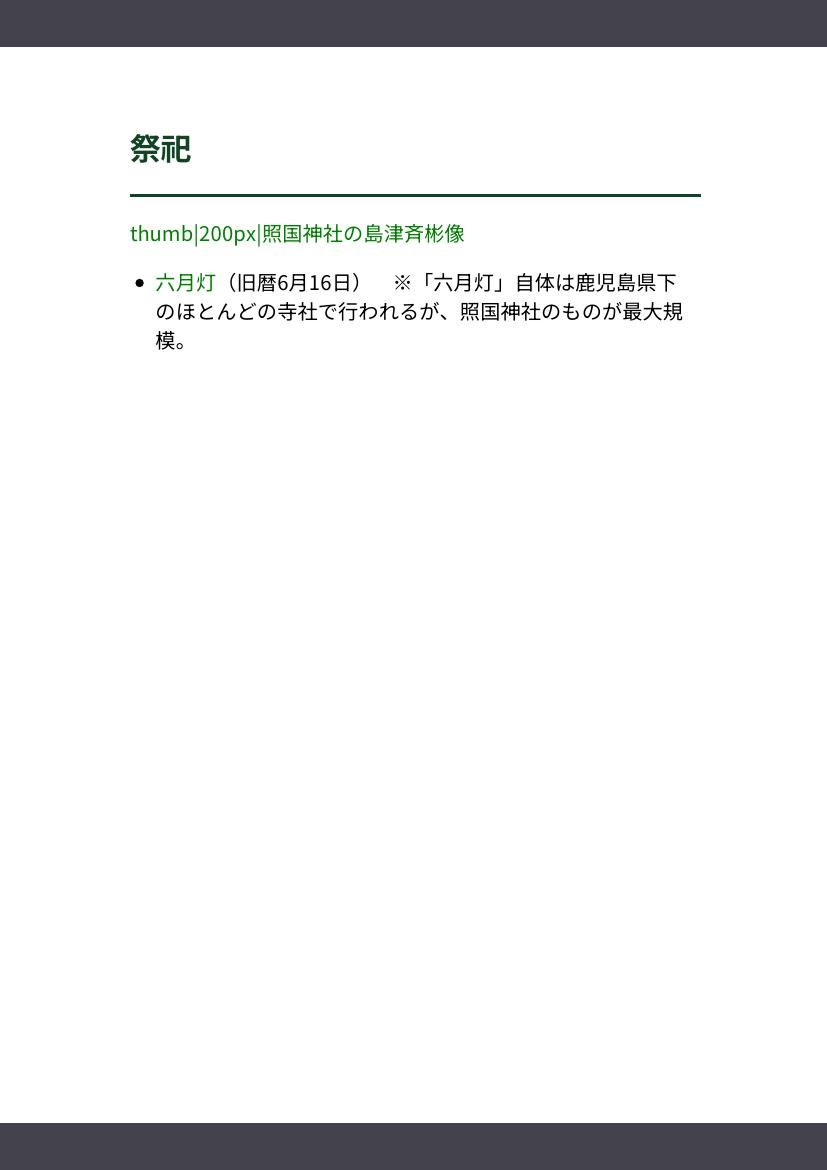 祭祀
thumb|200px|照国神社の島津斉彬像
• 六月灯（旧暦6月16日）　※「六月灯」自体は鹿児島県下
のほとんどの寺社で行われるが、照国神社のものが最大規
模。